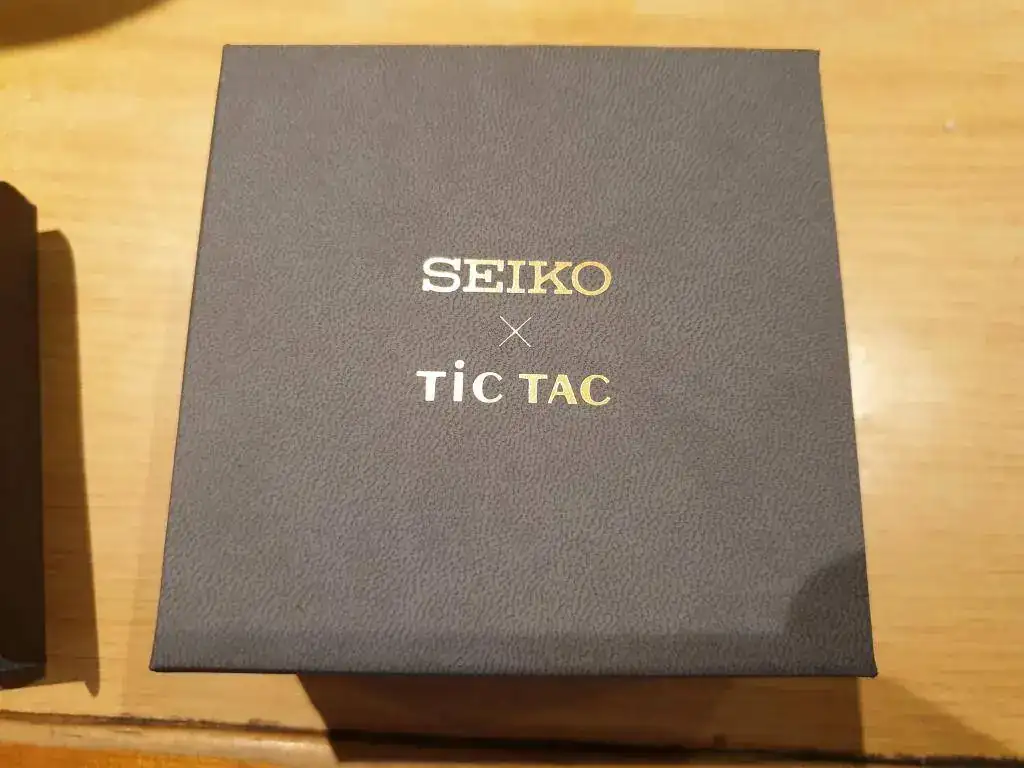 SEIKO
×
TiC TAC